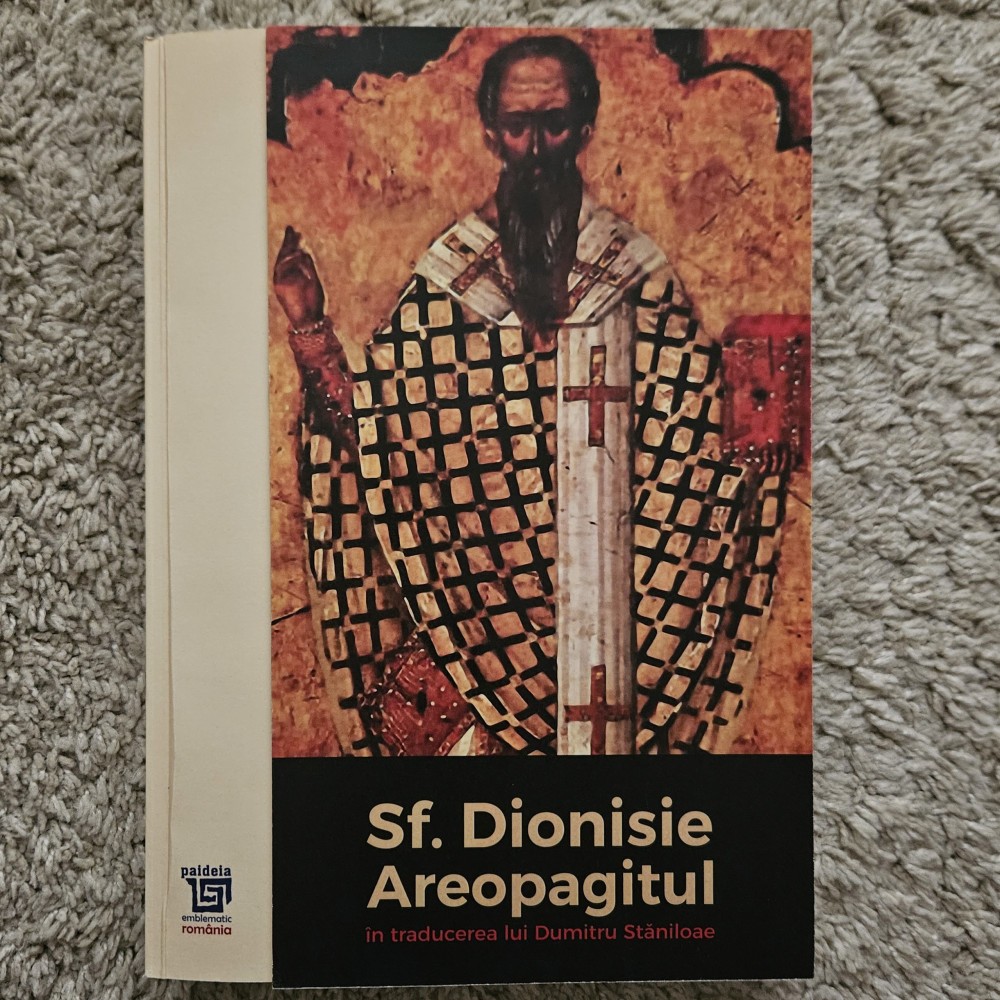 Sf. Dionisie
Areopagitul
în traducerea lui Dumitru Stăniloae
paideia
emblematic
românia